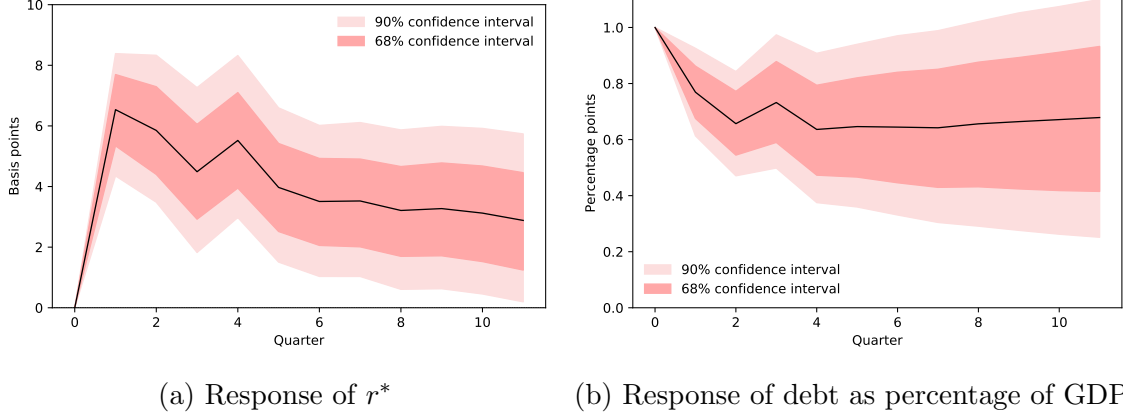 10
8
6
4
2
0
Basis points
90% confidence interval
68% confidence interval
0 2 4 6 8 10
Quarter
(a) Response of r*
1.0
0.8
0.6
0.4
0.2
0.0
Percentage points
90% confidence interval
68% confidence interval
0 2 4 6 8 10
Quarter
(b) Response of debt as percentage of GDP